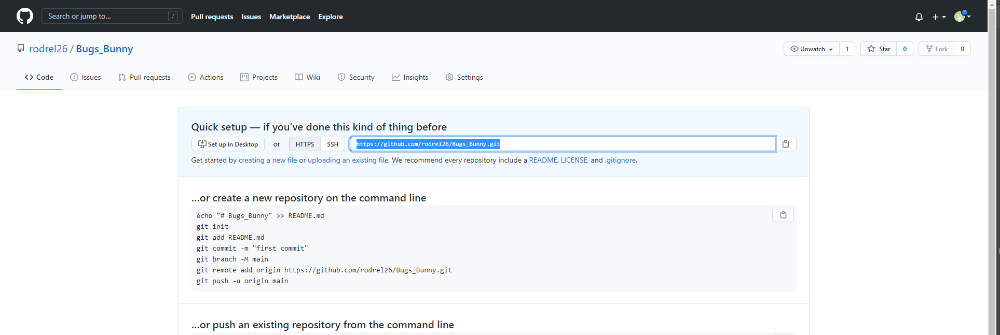 Search or jump to... / Pull requests Issues Marketplace Explore
rodrel26 / Bugs_Bunny Unwatch 1 Star 0 Fork 0
Code Issues Pull requests Actions Projects Wiki Security Insights Settings
Quick setup — if you’ve done this kind of thing before
Set up in Desktop or HTTPS SSH https://github.com/rodrel26/Bugs_Bunny.git
Get started by creating a new file or uploading an existing file. We recommend every repository include a README, LICENSE, and .gitignore.
…or create a new repository on the command line
echo "# Bugs_Bunny" >> README.md
git init
git add README.md
git commit -m "first commit"
git branch -M main
git remote add origin https://github.com/rodrel26/Bugs_Bunny.git
git push -u origin main
…or push an existing repository from the command line